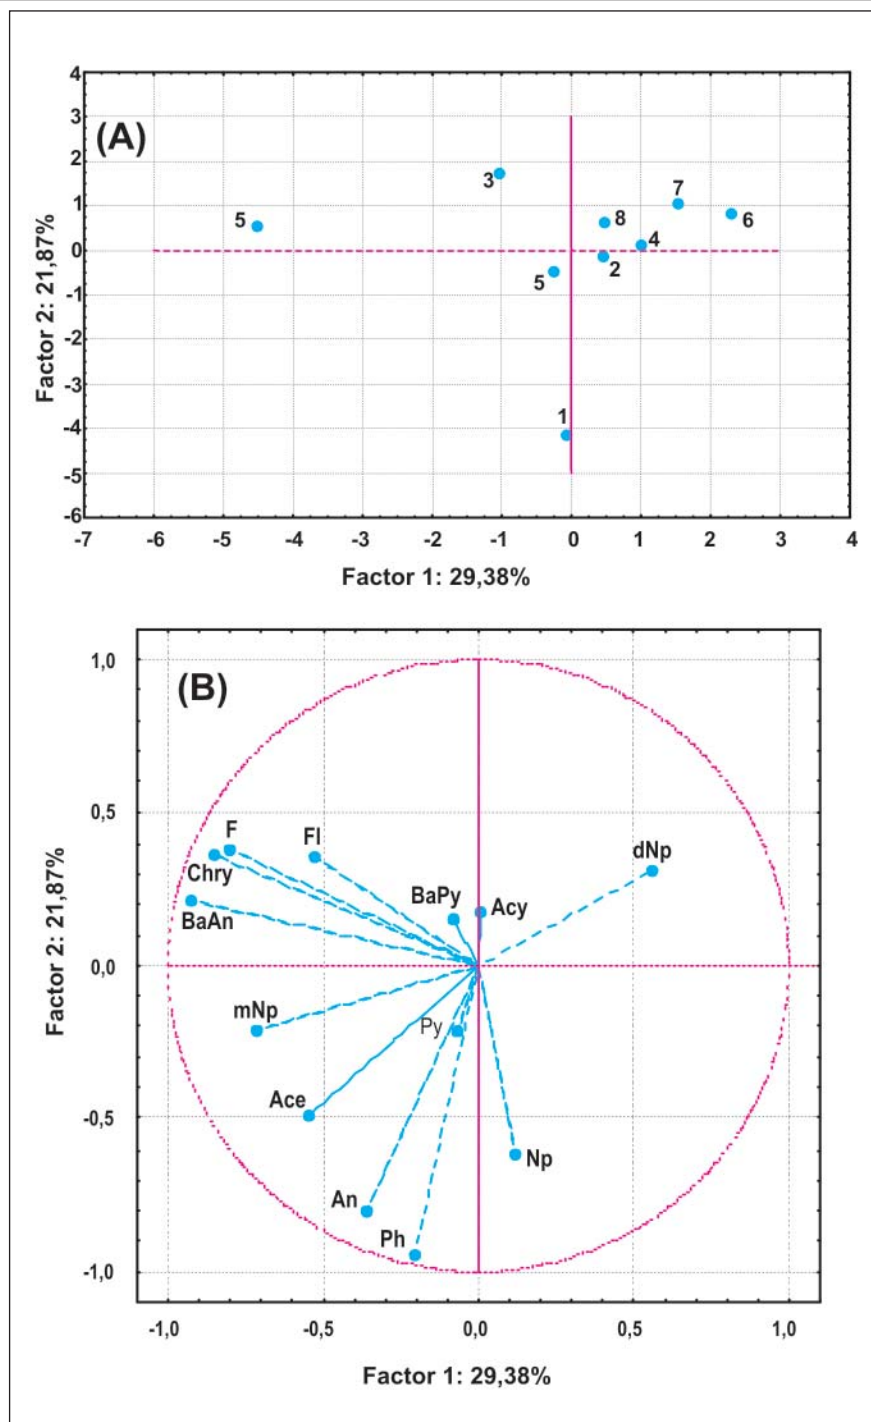 4
3
(A)
2
3
7
1
5
8
6
0
4
2
-1
5
-2
-3
1
-4
-5
-6
-7 -6 -5 -4 -3 -2 -1 0 1 2 3 4
Factor 2: 21,87%
Factor 1: 29,38%
1,0
(B)
0,5
F
Fl
dNp
Chry
BaPy
Acy
BaAn
0,0
mNp
Py
Ace
-0,5
Np
An
Ph
-1,0
-1,0 -0,5 0,0 0,5 1,0
Factor 2: 21,87%
Factor 1: 29,38%